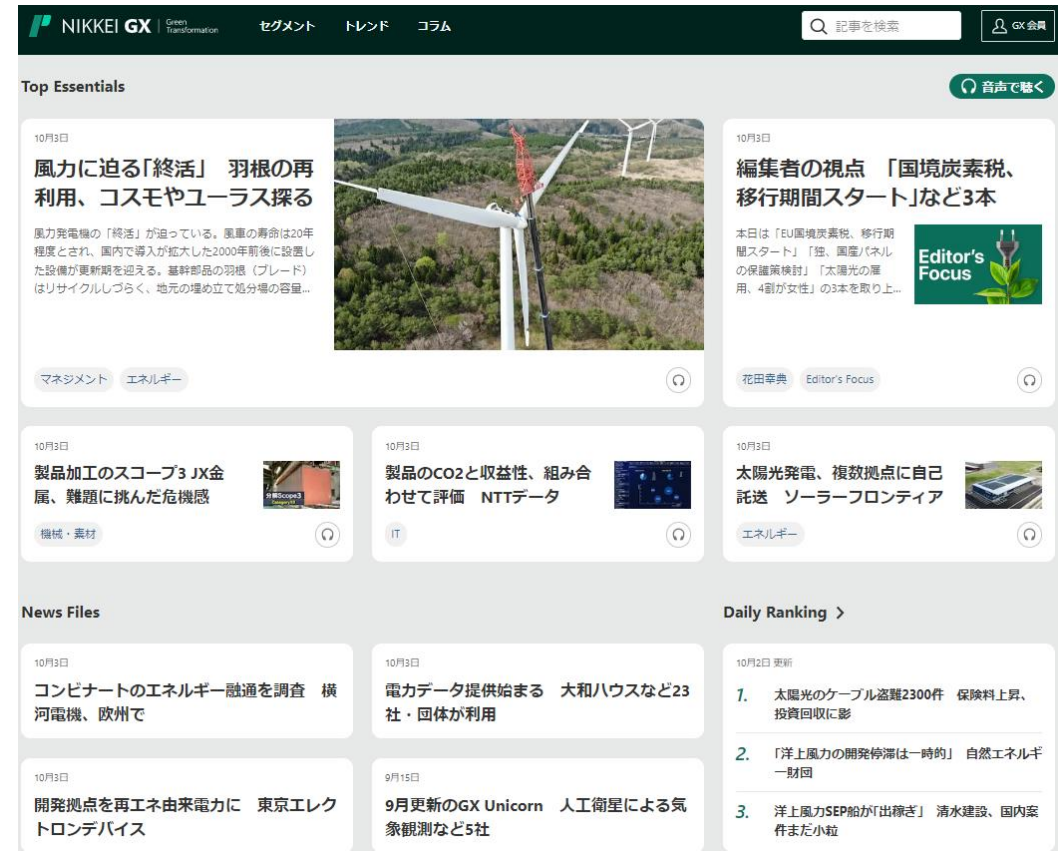 NIKKEI GX | Green Transformation
セグメント
トレンド
コラム
記事を検索
GX会員
Top Essentials
音声で聴く
10月3日
風力に迫る「終活」 羽根の再
利用、コスモやユーラス探る
風力発電機の「終活」が迫っている。風車の寿命は20年
程度とされ、国内で導入が拡大した2000年前後に設置し
た設備が更新期を迎える。基幹部品の羽根（ブレード）
はリサイクルしづらく、地元の埋め立て処分場の容量...
マネジメント
エネルギー
10月3日
編集者の視点 「国境炭素税、
移行期間スタート」など3本
本日は「EU国境炭素税、移行期
間スタート」「独、国産パネル
の保護策検討」「太陽光の雇
用、4割が女性」の3本を取り上...
Editor's
Focus
花田幸典
Editor's Focus
10月3日
製品加工のスコープ3 JX金
属、難題に挑んだ危機感
Scope3
機械・素材
10月3日
製品のCO2と収益性、組み合
わせて評価 NTTデータ
IT
10月3日
太陽光発電、複数拠点に自己
託送 ソーラーフロンティア
エネルギー
News Files
10月3日
コンビナートのエネルギー融通を調査 横
河電機、欧州で
10月3日
電力データ提供始まる 大和ハウスなど23
社・団体が利用
10月3日
開発拠点を再エネ由来電力に 東京エレク
トロンデバイス
9月15日
9月更新のGX Unicorn 人工衛星による気
象観測など5社
Daily Ranking
10月2日 更新
1. 太陽光のケーブル盗難2300件 保険料上昇、
投資回収に影
2. 「洋上風力の開発停滞は一時的」 自然エネルギ
ー財団
3. 洋上風力SEP船が「出稼ぎ」 清水建設、国内案
件まだ小粒